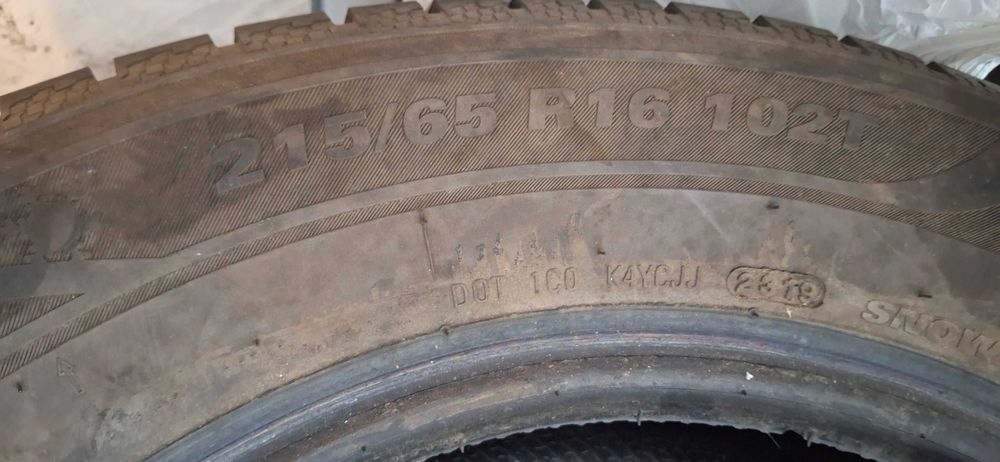 215/65 R16 102T
DOT 1C0 K4YCJJ 2319
SNOW